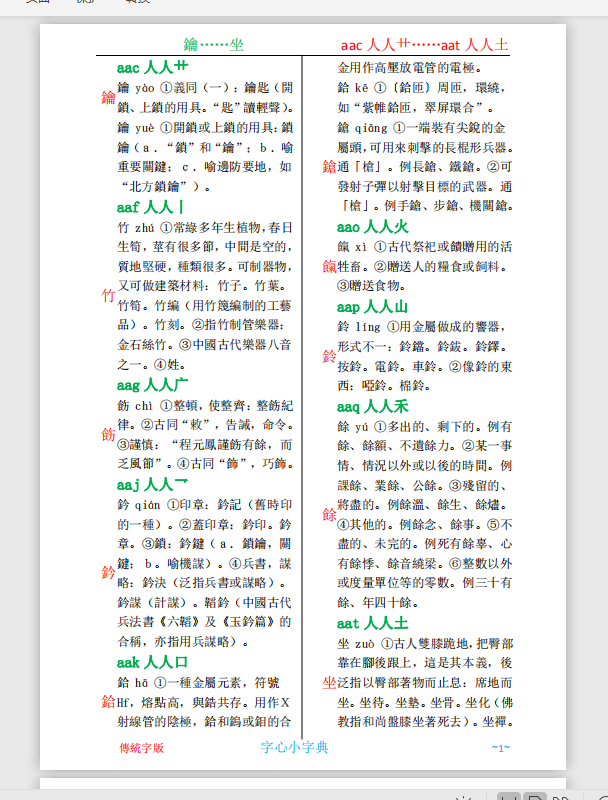 鑰……坐
aac 人人卄……aat 人人土
aac 人人卄
鑰 yào ①義同（一）：鑰匙（開
鎖、上鎖的用具。“匙”讀輕聲）。
鑰
鑰 yuè ①開鎖或上鎖的用具：鎖
鑰（a．“鎖”和“鑰”；b．喻
重要關鍵；c．喻邊防要地，如
“北方鎖鑰”）。
aaf 人人丨
竹 zhú ①常綠多年生植物，春日
生筍，莖有很多節，中間是空的，
質地堅硬，種類很多。可制器物，
又可做建築材料：竹子。竹葉。
竹
竹筍。竹編（用竹篾編制的工藝
品）。竹刻。②指竹制管樂器：
金石絲竹。③中國古代樂器八音
之一。④姓。
aag 人人广
飭 chì ①整頓，使整齊：整飭紀
律。②古同“敕”，告誡，命令。
飭
③謹慎：“程元鳳謹飭有餘，而
乏風節”。④古同“飾”，巧飾。
aaj 人人乛
鈐 qián ①印章：鈐記（舊時印
的一種）。②蓋印章：鈐印。鈐
章。③鎖：鈐鍵（a．鎖鑰，關
鍵；b。喻機謀）。④兵書，謀
鈐
略：鈐決（泛指兵書或謀略）。
鈐謀（計謀）。韜鈐（中國古代
兵法書《六韜》及《玉鈐篇》的
合稱，亦指用兵謀略）。
aak 人人口
鉿 hā ①一種金屬元素，符號
鉿
Hf，熔點高，與鋯共存。用作X
射線管的陰極，鉿和鎢或鉬的合
金用作高壓放電管的電極。
鉿 kē ①〔鉿匝〕周匝，環繞，
如“紫帷鉿匝，翠屏環合”。
鎗 qiāng ①一端裝有尖銳的金
屬頭，可用來刺擊的長棍形兵器。
鎗
通「槍」。例長鎗、鐵鎗。②可
發射子彈以射擊目標的武器。通
「槍」。例手鎗、步鎗、機關鎗。
aao 人人火
餼 xì ①古代祭祀或饋贈用的活
餼
牲畜。②贈送人的糧食或飼料。
③贈送食物。
aap 人人山
鈴 líng ①用金屬做成的響器，
鈴
形式不一：鈴鐺。鈴鈸。鈴鐸。
按鈴。電鈴。車鈴。②像鈴的東
西：啞鈴。棉鈴。
aaq 人人禾
餘 yú ①多出的、剩下的。例有
餘、餘額、不遺餘力。②某一事
情、情況以外或以後的時間。例
課餘、業餘、公餘。③殘留的、
將盡的。例餘溫、餘生、餘燼。
餘
④其他的。例餘念、餘事。⑤不
盡的、未完的。例死有餘辜、心
有餘悸、餘音繞梁。⑥整數以外
或度量單位等的零數。例三十有
餘、年四十餘。
aat 人人土
坐 zuò ①古人雙膝跪地，把臀部
靠在腳後跟上，這是其本義，後
坐
泛指以臀部著物而止息：席地而
坐。坐待。坐墊。坐骨。坐化（佛
教指和尚盤膝坐著死去）。坐禪。
傳統字版
字心小字典
~1~